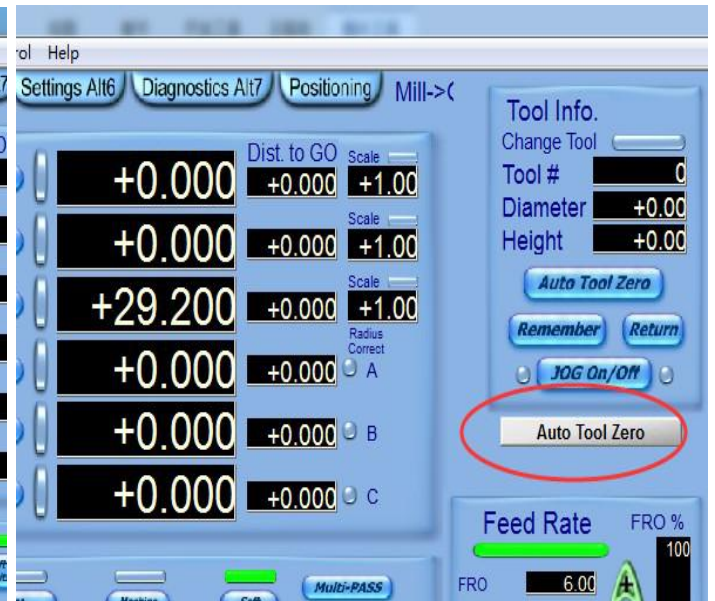 rol Help
Settings Alt6 Diagnostics Alt7 Positioning Mill->
Tool Info.
Change Tool
Tool # 0
Diameter +0.00
Height +0.00
Auto Tool Zero
Remember Return
JOG On/Off
Auto Tool Zero
Dist. to GO Scale
+0.000 +0.000 +1.00
Scale
+0.000 +0.000 +1.00
Scale
+29.200 +0.000 +1.00
Radius
Correct
+0.000 +0.000 A
+0.000 +0.000 B
+0.000 +0.000 C
Feed Rate FRO %
100
FRO 6.00
Machine Soft Multi-PASS